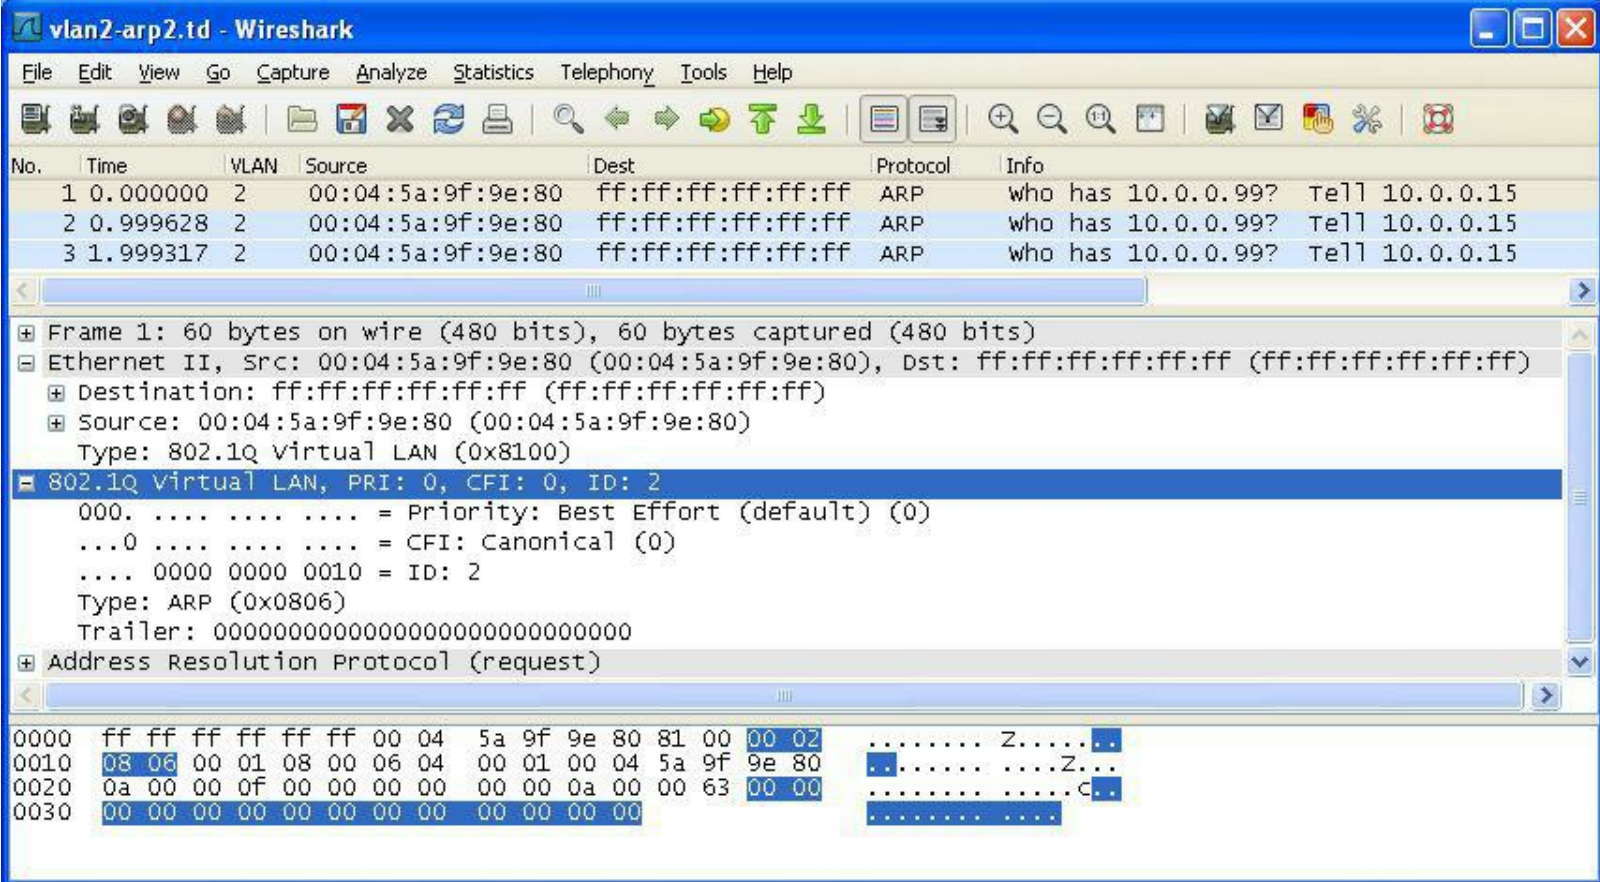 vlan2-arp2.td - Wireshark
File Edit View Go Capture Analyze Statistics Telephony Tools Help
No. Time VLAN Source Dest Protocol Info
1 0.000000 2 00:04:5a:9f:9e:80 ff:ff:ff:ff:ff:ff ARP who has 10.0.0.99? Tell 10.0.0.15
2 0.999628 2 00:04:5a:9f:9e:80 ff:ff:ff:ff:ff:ff ARP who has 10.0.0.99? Tell 10.0.0.15
3 1.999317 2 00:04:5a:9f:9e:80 ff:ff:ff:ff:ff:ff ARP who has 10.0.0.99? Tell 10.0.0.15
Frame 1: 60 bytes on wire (480 bits), 60 bytes captured (480 bits)
Ethernet II, Src: 00:04:5a:9f:9e:80 (00:04:5a:9f:9e:80), Dst: ff:ff:ff:ff:ff:ff (ff:ff:ff:ff:ff:ff)
Destination: ff:ff:ff:ff:ff:ff (ff:ff:ff:ff:ff:ff)
Source: 00:04:5a:9f:9e:80 (00:04:5a:9f:9e:80)
Type: 802.1Q Virtual LAN (0x8100)
802.1Q Virtual LAN, PRI: 0, CFI: 0, ID: 2
000. .... .... .... = Priority: Best Effort (default) (0)
...0 .... .... .... = CFI: Canonical (0)
.... 0000 0000 0010 = ID: 2
Type: ARP (0x0806)
Trailer: 0000000000000000000000000000
Address Resolution Protocol (request)
0000 ff ff ff ff ff ff 00 04 5a 9f 9e 80 81 00 00 02 ........ Z.......
0010 08 06 00 01 08 00 06 04 00 01 00 04 5a 9f 9e 80 ........ ....Z...
0020 0a 00 00 0f 00 00 00 00 00 00 0a 00 00 63 00 00 ........ .....c..
0030 00 00 00 00 00 00 00 00 00 00 00 00 ........ ....